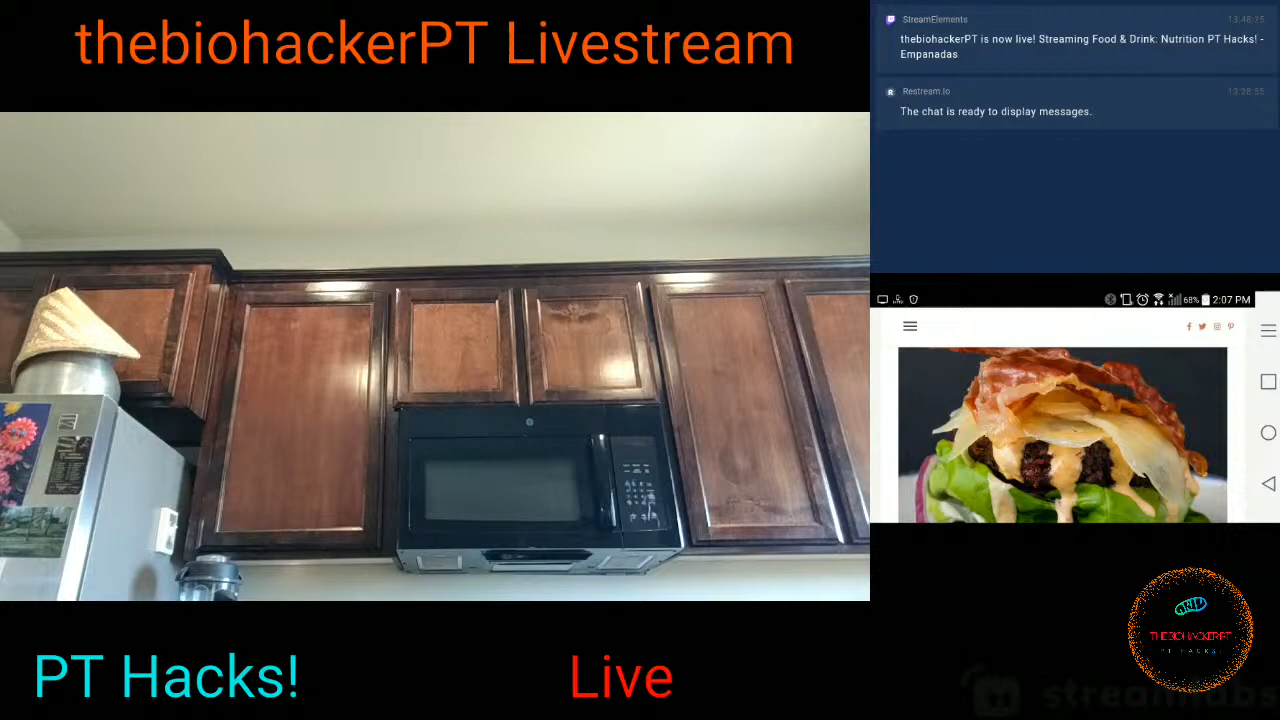 thebiohackerPT Livestream
StreamElements
13:48:25
thebiohackerPT is now live! Streaming Food & Drink: Nutrition PT Hacks! -
Empanadas
Restream.io
13:28:55
The chat is ready to display messages.
68% 2:07 PM
THEBIOHACKERPT
PT HACKS!
PT Hacks!
Live
streamlabs